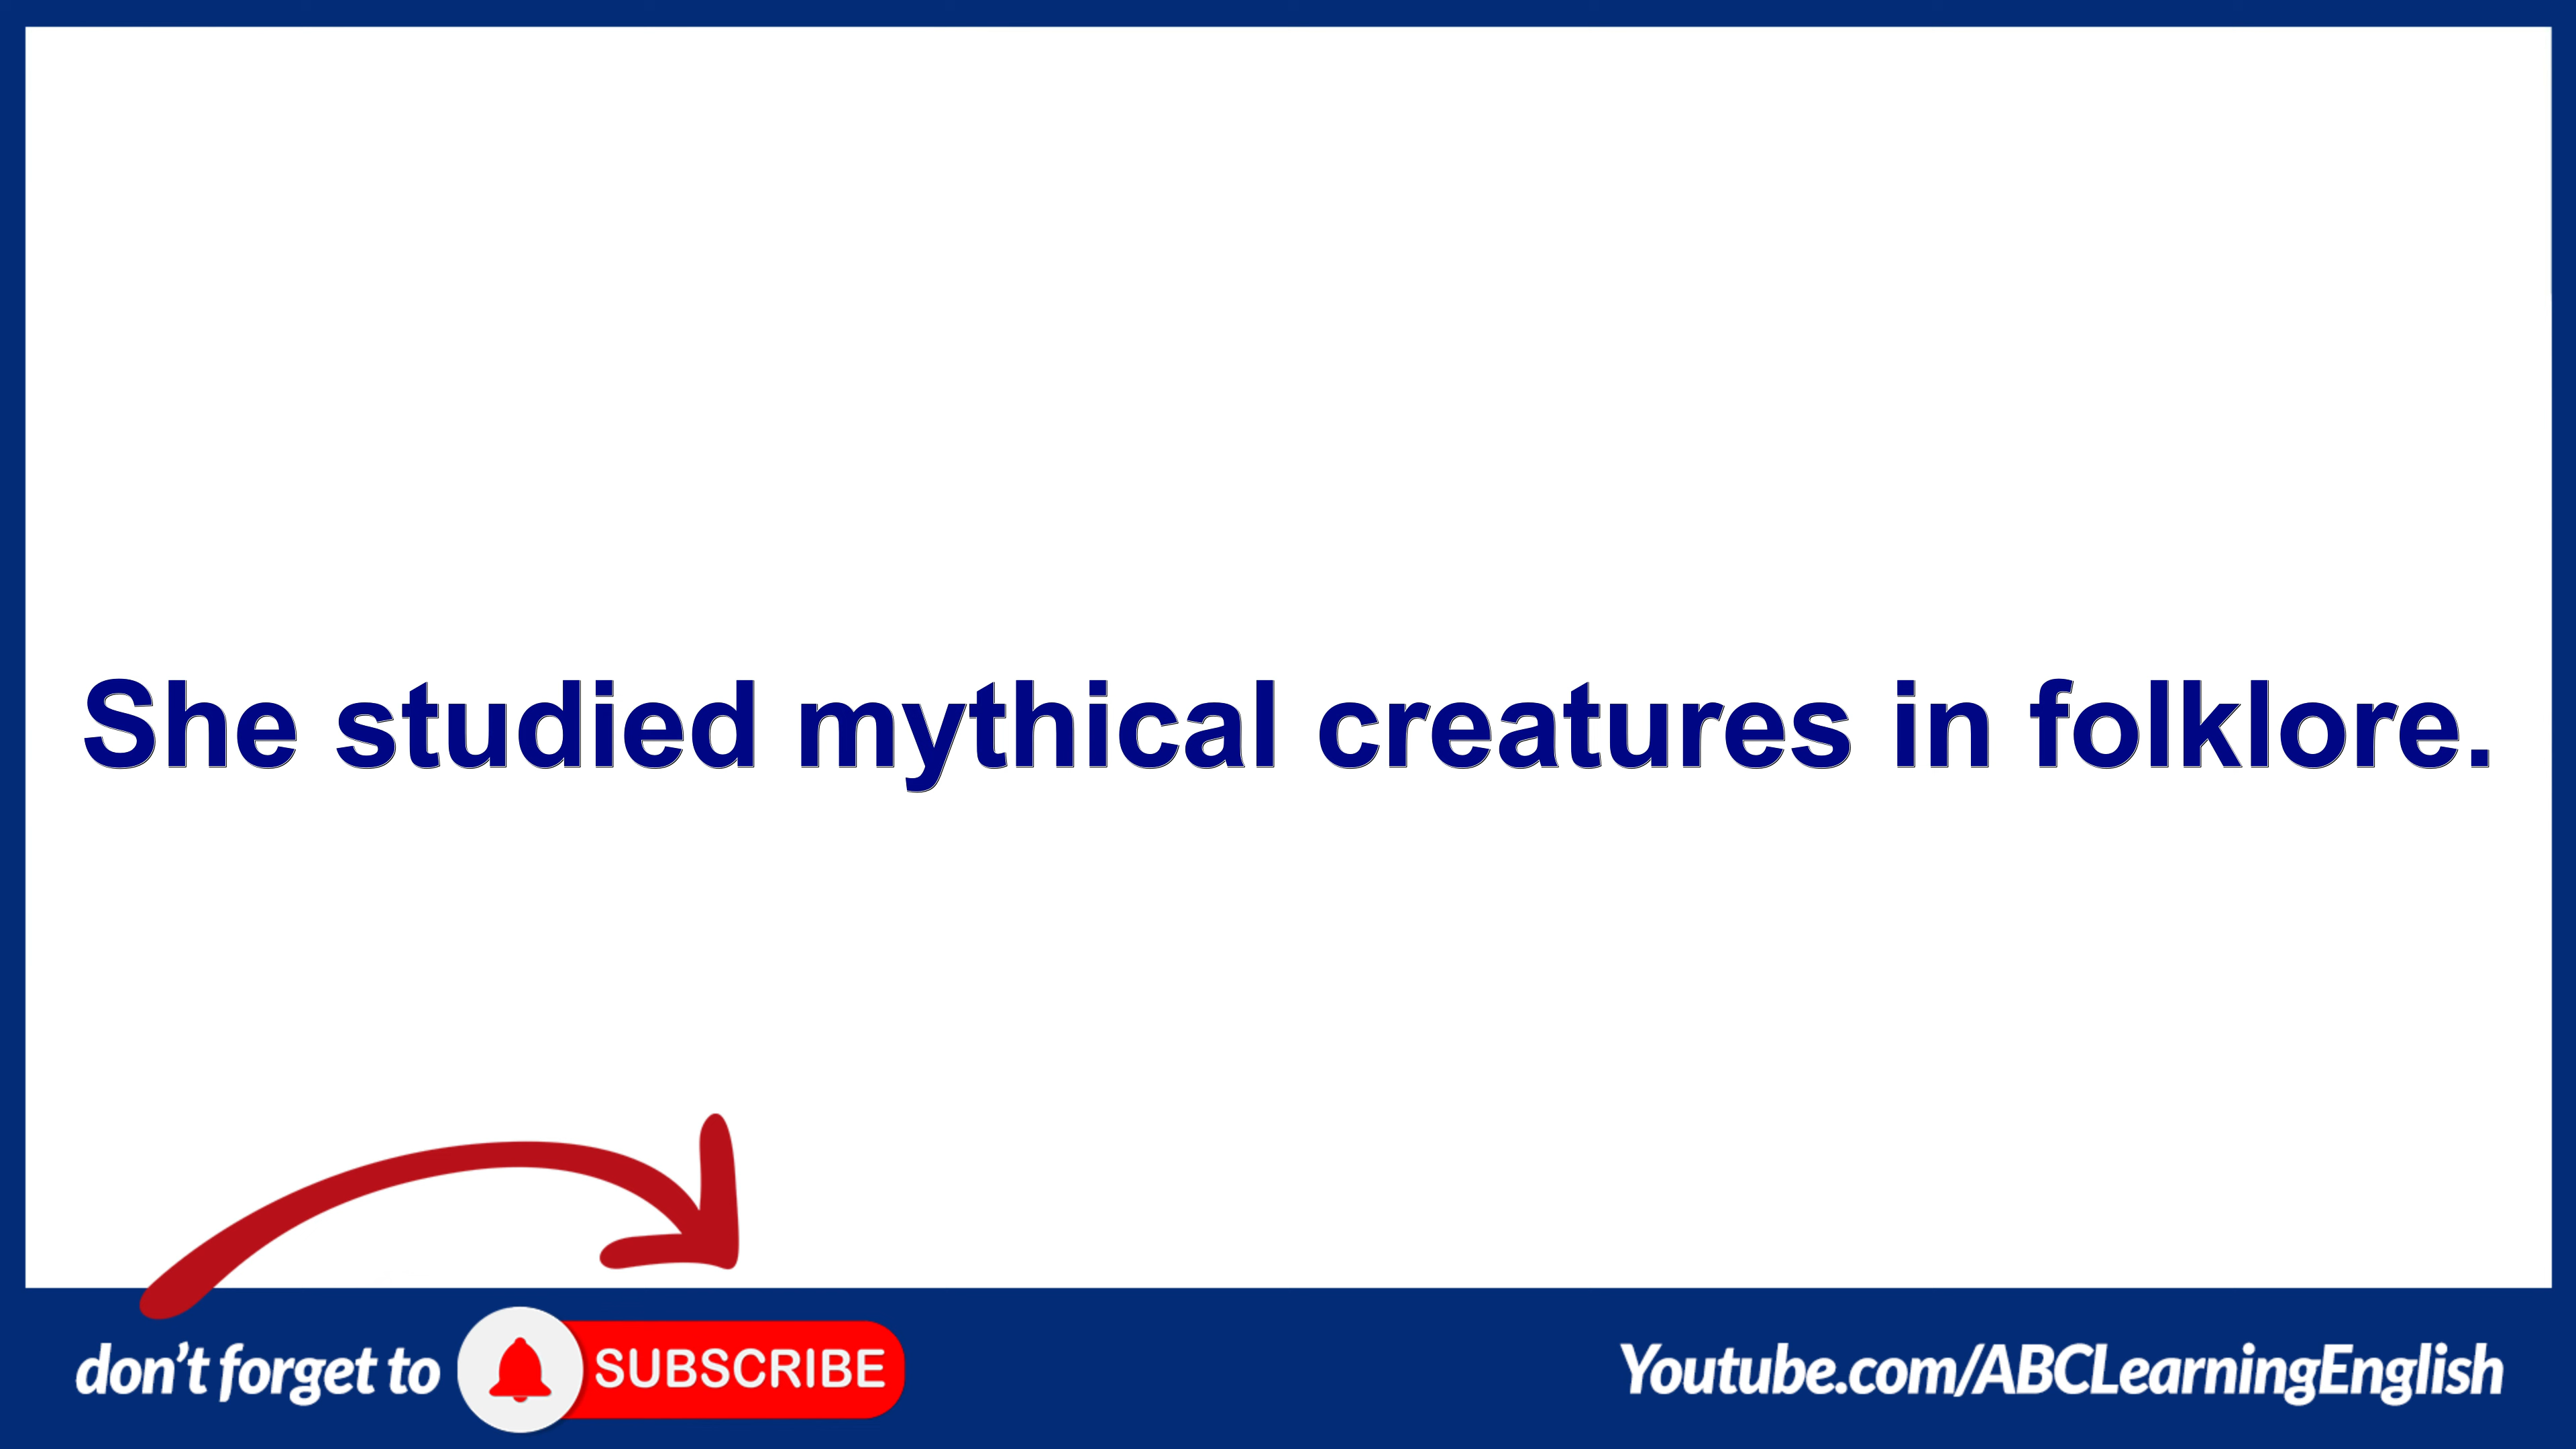 She studied mythical creatures in folklore.
don't forget to SUBSCRIBE
Youtube.com/ABCLearningEnglish